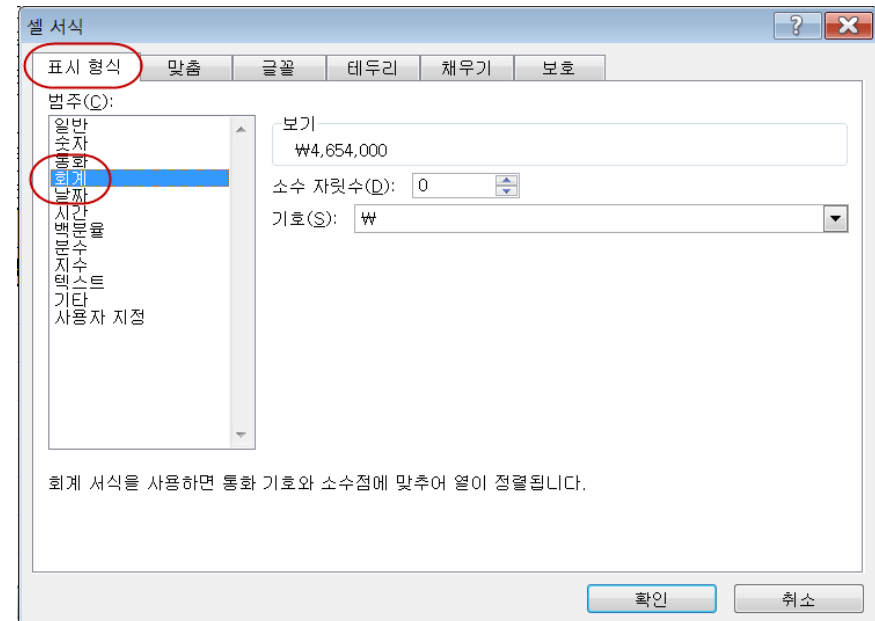 셀 서식
표시 형식 맞춤 글꼴 테두리 채우기 보호
범주(C):
일반
숫자
통화
회계
날짜
시간
백분율
분수
지수
텍스트
기타
사용자 지정
보기
₩4,654,000
소수 자릿수(D): 0
기호(S): ₩
회계 서식을 사용하면 통화 기호와 소수점에 맞추어 열이 정렬됩니다.
확인 취소